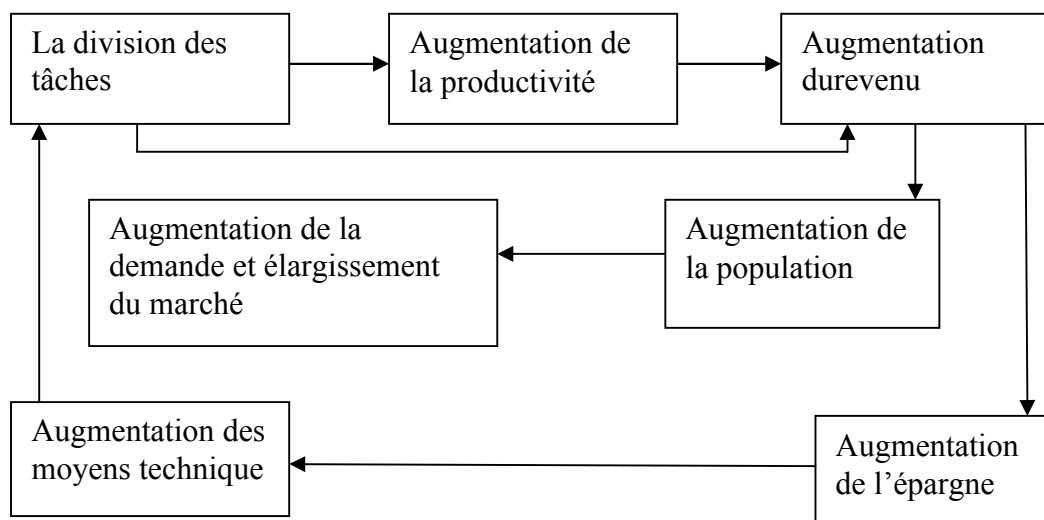 La division des
tâches
Augmentation de
la productivité
Augmentation
durevenu
Augmentation de la
demande et élargissement
du marché
Augmentation de
la population
Augmentation des
moyens technique
Augmentation
de l’épargne